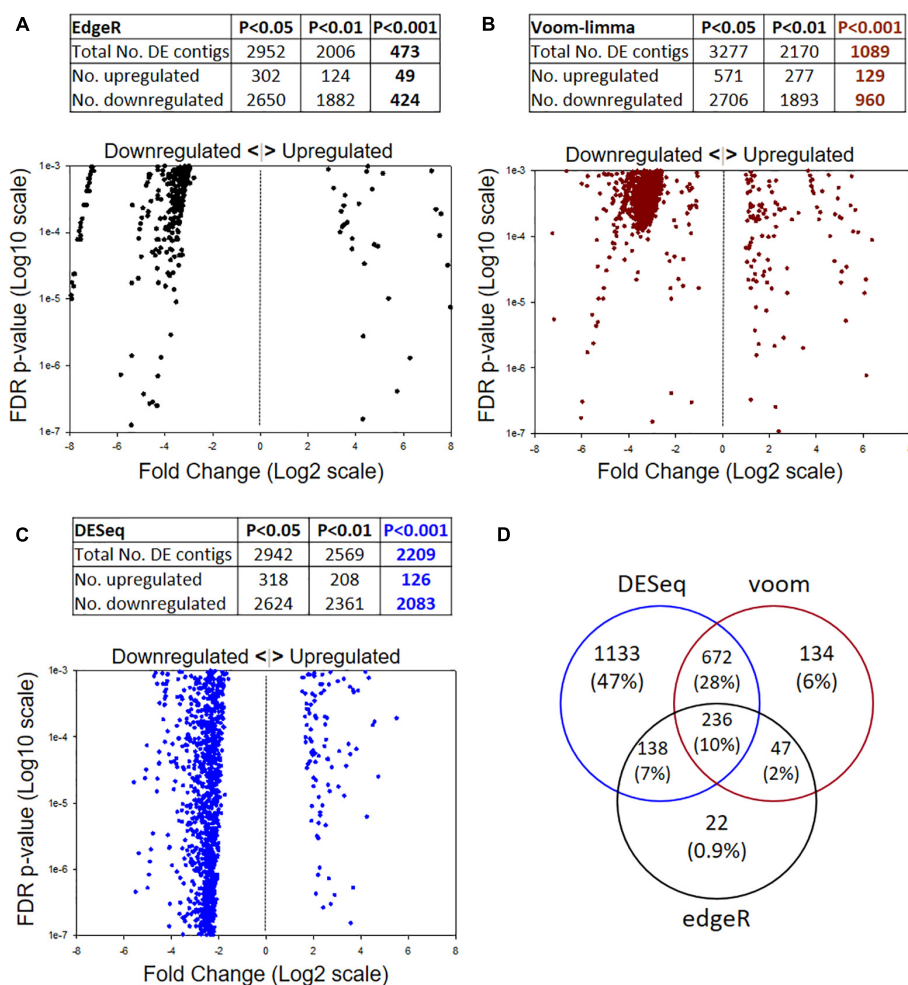 A
EdgeR P<0.05 P<0.01 P<0.001
Total No. DE contigs 2952 2006 473
No. upregulated 302 124 49
No. downregulated 2650 1882 424
Downregulated <|> Upregulated
FDR p-value (Log10 scale)
1e-3
1e-4
1e-5
1e-6
1e-7
-8 -6 -4 -2 0 2 4 6 8
Fold Change (Log2 scale)
B
Voom-limma P<0.05 P<0.01 P<0.001
Total No. DE contigs 3277 2170 1089
No. upregulated 571 277 129
No. downregulated 2706 1893 960
Downregulated <|> Upregulated
FDR p-value (Log10 scale)
1e-3
1e-4
1e-5
1e-6
1e-7
-8 -6 -4 -2 0 2 4 6 8
Fold Change (Log2 scale)
C
DESeq P<0.05 P<0.01 P<0.001
Total No. DE contigs 2942 2569 2209
No. upregulated 318 208 126
No. downregulated 2624 2361 2083
Downregulated <|> Upregulated
FDR p-value (Log10 scale)
1e-3
1e-4
1e-5
1e-6
1e-7
-8 -6 -4 -2 0 2 4 6 8
Fold Change (Log2 scale)
D
DESeq voom
1133 672 134
(47%) (28%) (6%)
236
(10%)
138 47
(7%) (2%)
22
(0.9%)
edgeR